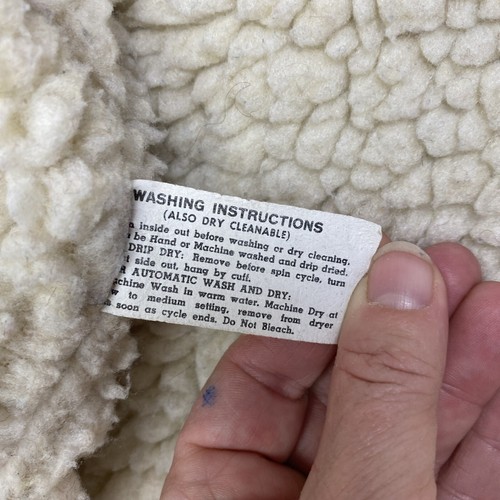 WASHING INSTRUCTIONS
(ALSO DRY CLEANABLE)
inside out before washing or dry cleaning.
be Hand or Machine washed and drip dried.
DRIP DRY: Remove before spin cycle, turn
side out, hang by cuff.
AUTOMATIC WASH AND DRY:
achine Wash in warm water. Machine Dry at
to medium setting, remove from dryer
soon as cycle ends. Do Not Bleach.